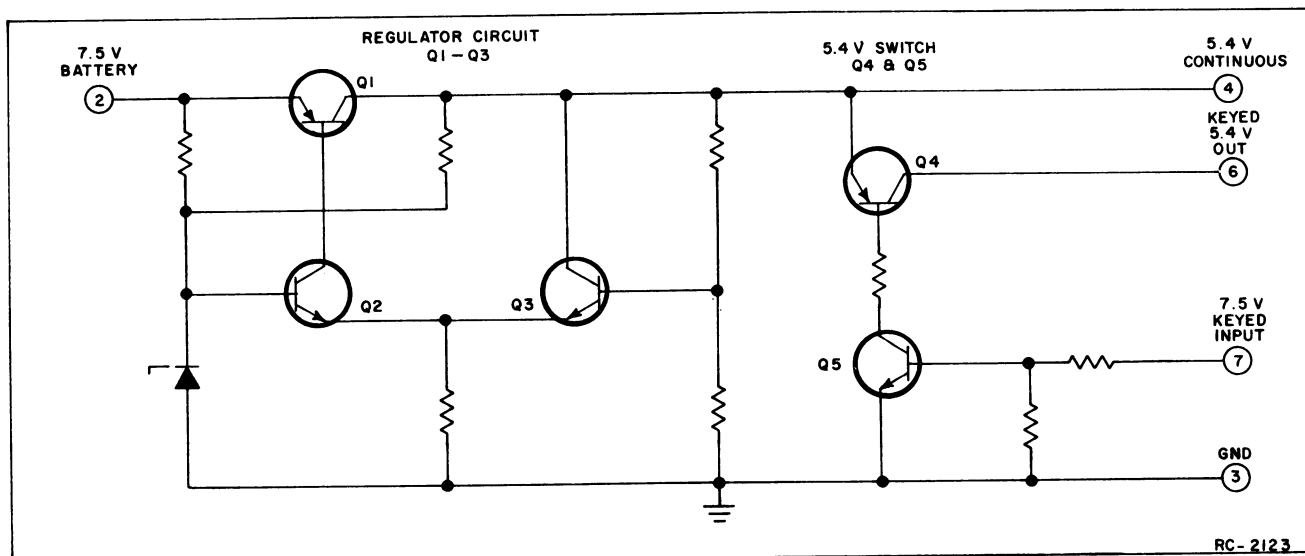 REGULATOR CIRCUIT
Q1-Q3
7.5 V
BATTERY
2
Q1
5.4 V SWITCH
Q4 & Q5
5.4 V
CONTINUOUS
4
KEYED
5.4 V
OUT
6
Q4
Q2
Q3
7.5 V
KEYED
INPUT
7
Q5
GND
3
RC-2123